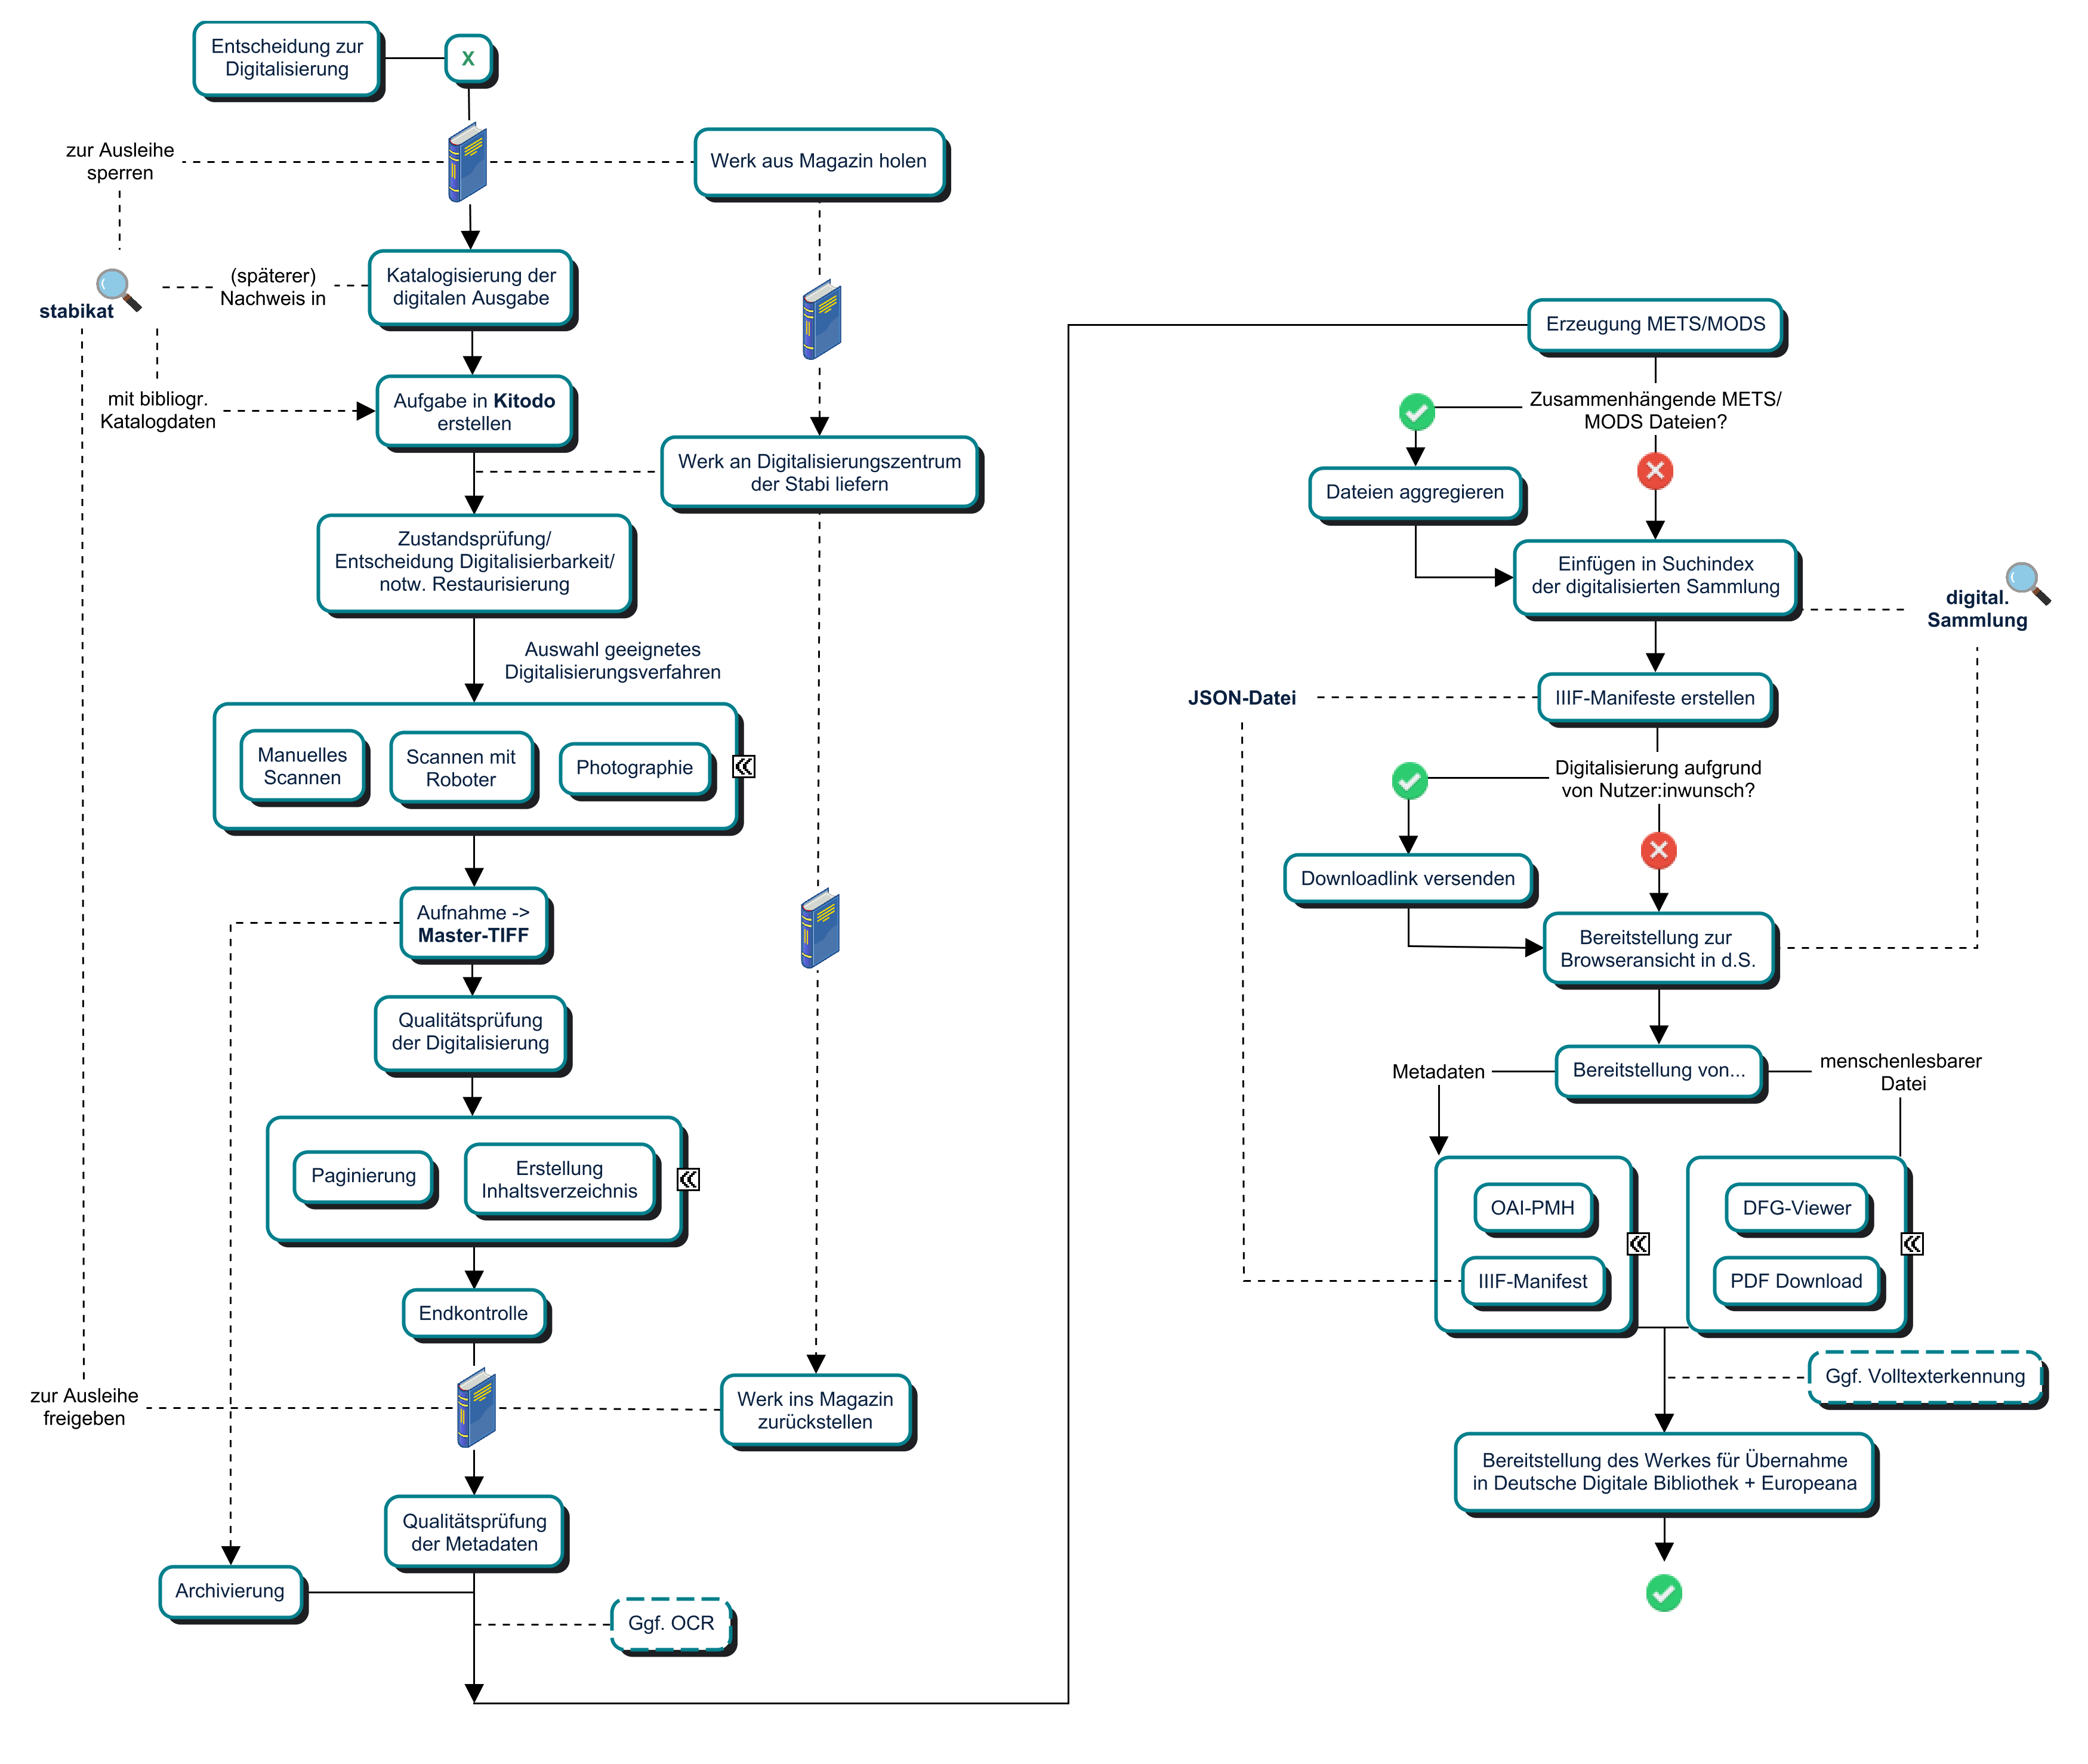 Entscheidung zur
Digitalisierung
X
zur Ausleihe
sperren
Werk aus Magazin holen
stabikat
(späterer)
Nachweis in
Katalogisierung der
digitalen Ausgabe
mit bibliogr.
Katalogdaten
Aufgabe in Kitodo
erstellen
Werk an Digitalisierungszentrum
der Stabi liefern
Zustandsprüfung/
Entscheidung Digitalisierbarkeit/
notw. Restaurisierung
Auswahl geeignetes
Digitalisierungsverfahren
Manuelles
Scannen
Scannen mit
Roboter
Photographie
Aufnahme ->
Master-TIFF
Qualitätsprüfung
der Digitalisierung
Paginierung
Erstellung
Inhaltsverzeichnis
Endkontrolle
zur Ausleihe
freigeben
Werk ins Magazin
zurückstellen
Qualitätsprüfung
der Metadaten
Archivierung
Ggf. OCR
Erzeugung METS/MODS
Zusammenhängende METS/
MODS Dateien?
Dateien aggregieren
Einfügen in Suchindex
der digitalisierten Sammlung
digital.
Sammlung
JSON-Datei
IIIF-Manifeste erstellen
Digitalisierung aufgrund
von Nutzer:inwunsch?
Downloadlink versenden
Bereitstellung zur
Browseransicht in d.S.
Metadaten
Bereitstellung von...
menschenlesbarer
Datei
OAI-PMH
IIIF-Manifest
DFG-Viewer
PDF Download
Ggf. Volltexterkennung
Bereitstellung des Werkes für Übernahme
in Deutsche Digitale Bibliothek + Europeana